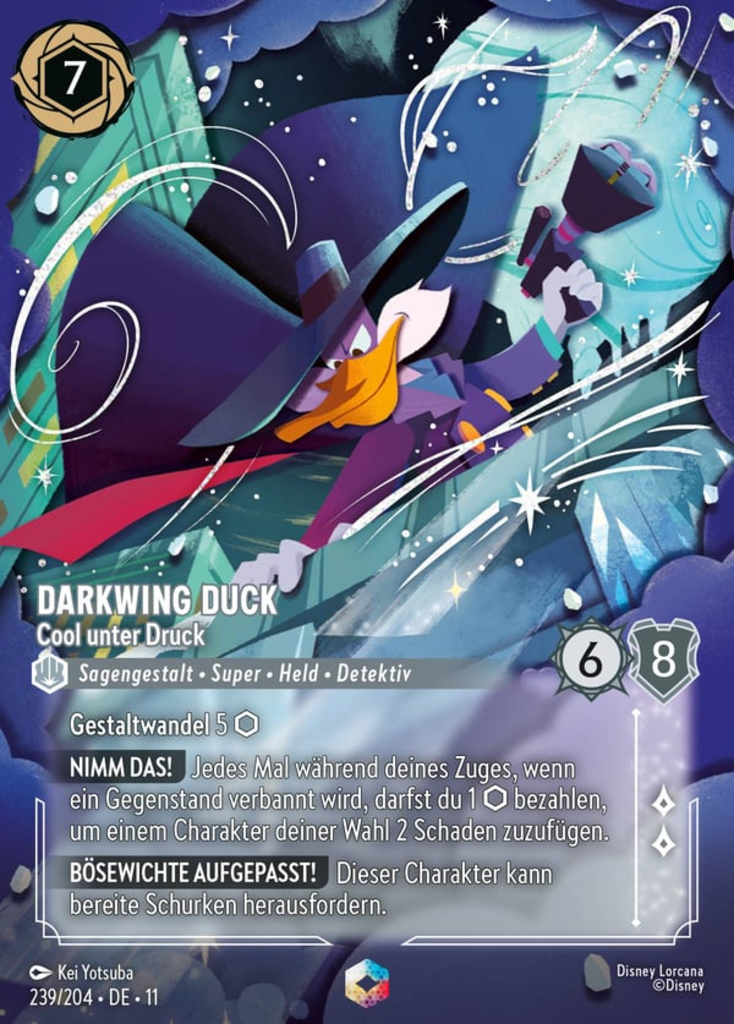 7
DARKWING DUCK
Cool unter Druck
6 8
Sagengestalt • Super • Held • Detektiv
Gestaltwandel 5
NIMM DAS! Jedes Mal während deines Zuges, wenn
ein Gegenstand verbannt wird, darfst du 1 bezahlen,
um einem Charakter deiner Wahl 2 Schaden zuzufügen.
BÖSEWICHTE AUFGEPASST! Dieser Charakter kann
bereite Schurken herausfordern.
Kei Yotsuba
239/204 • DE • 11
Disney Lorcana
©Disney